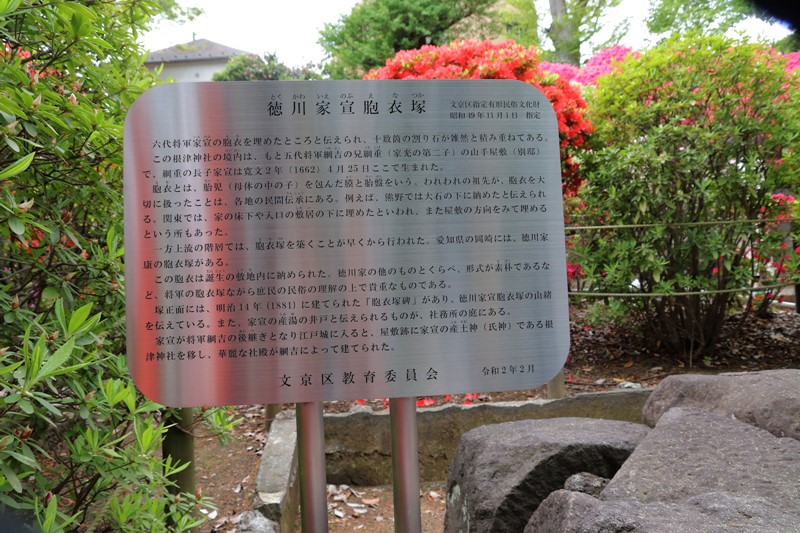 とくがわいえのぶえなつか
徳川家宣胞衣塚
文京区指定有形民俗文化財
昭和49年11月1日 指定
六代将軍家宣の胞衣を埋めたところと伝えられ、十数箇の割り石が雑然と積み重ねてある。
この根津神社の境内は、もと五代将軍綱吉の兄綱重(家光の第二子)の山手屋敷(別邸)
で、綱重の長子家宣は寛文2年(1662)4月25日ここで生まれた。
胞衣とは、胎児(母体の中の子)を包んだ膜と胎盤をいう。われわれの祖先が、胞衣を大
切に扱ったことは、各地の民間伝承にある。例えば、熊野では大石の下に納めたと伝えられ
る。関東では、家の床下や入口の敷居の下に埋めたといわれ、また屋敷の方向をみて埋める
という所もあった。
一方上流の階層では、胞衣塚を築くことが早くから行われた。愛知県の岡崎には、徳川家
康の胞衣塚がある。
この胞衣は誕生の敷地内に納められた。徳川家の他のものとくらべ、形式が素朴であるな
ど、将軍の胞衣塚ながら庶民の民俗の理解の上で貴重なものである。
塚正面には、明治14年(1881)に建てられた「胞衣塚碑」があり、徳川家宣胞衣塚の由緒
を伝えている。また、家宣の産湯の井戸と伝えられるものが、社務所の庭にある。
家宣が将軍綱吉の後継ぎとなり江戸城に入ると、屋敷跡に家宣の産土神(氏神)である根
津神社を移し、華麗な社殿が綱吉によって建てられた。
文京区教育委員会
令和2年2月